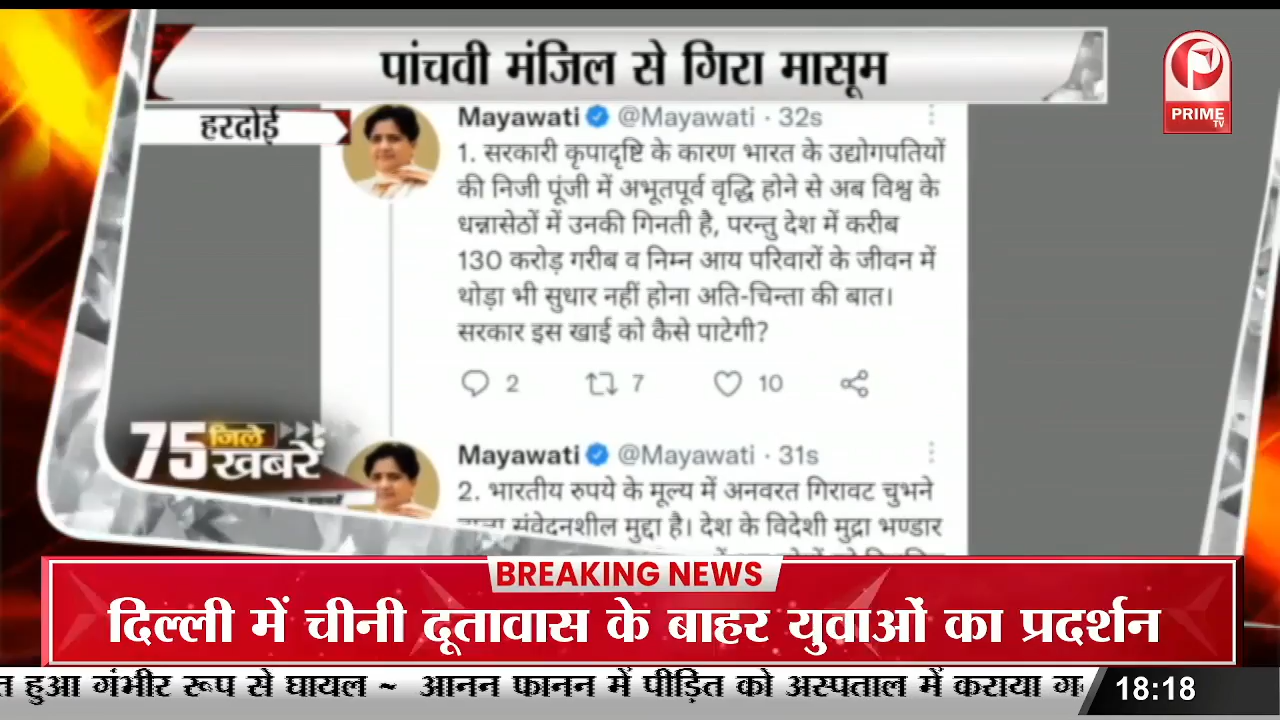 पांचवी मंजिल से गिरा मासूम
PRIME
TV
हरदोई
Mayawati @Mayawati · 32s
1. सरकारी कृपादृष्टि के कारण भारत के उद्योगपतियों
की निजी पूंजी में अभूतपूर्व वृद्धि होने से अब विश्व के
धन्नासेठों में उनकी गिनती है, परन्तु देश में करीब
130 करोड़ गरीब व निम्न आय परिवारों के जीवन में
थोड़ा भी सुधार नहीं होना अति-चिन्ता की बात।
सरकार इस खाई को कैसे पाटेगी?
2 7 10
75 जिले
खबरें
Mayawati @Mayawati · 31s
2. भारतीय रुपये के मूल्य में अनवरत गिरावट चुभने
संवेदनशील मुद्दा है। देश के विदेशी मुद्रा भण्डार
BREAKING NEWS
दिल्ली में चीनी दूतावास के बाहर युवाओं का प्रदर्शन
हुआ गंभीर रूप से घायल ~ आनन फानन में पीड़ित को अस्पताल में कराया
18:18